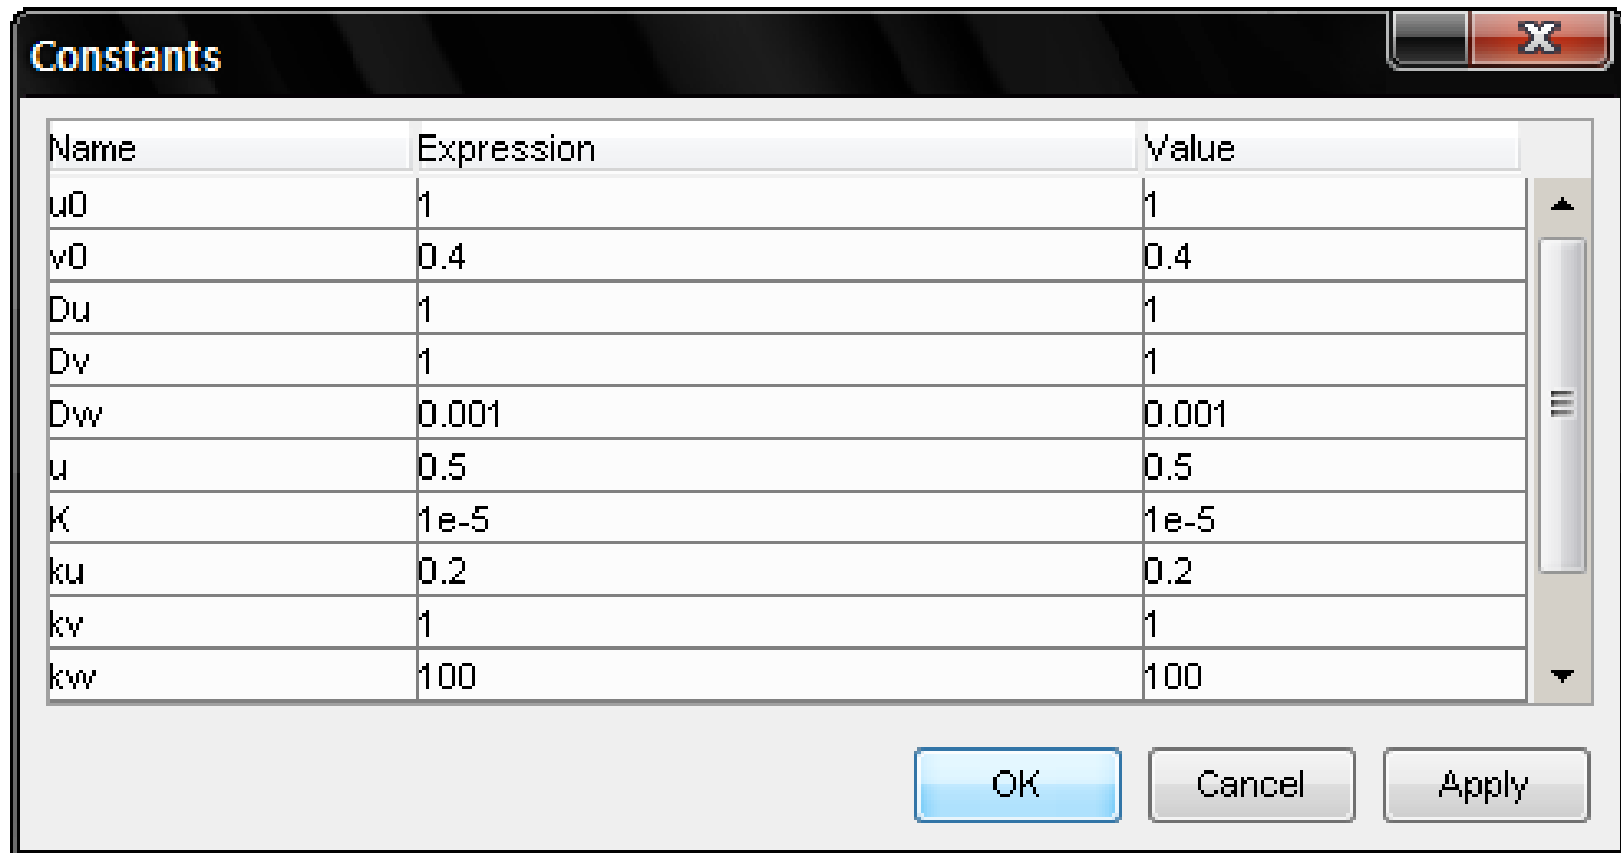 Constants
Name Expression Value
u0 1 1
v0 0.4 0.4
Du 1 1
Dv 1 1
Dw 0.001 0.001
u 0.5 0.5
K 1e-5 1e-5
ku 0.2 0.2
kv 1 1
kw 100 100
OK Cancel Apply